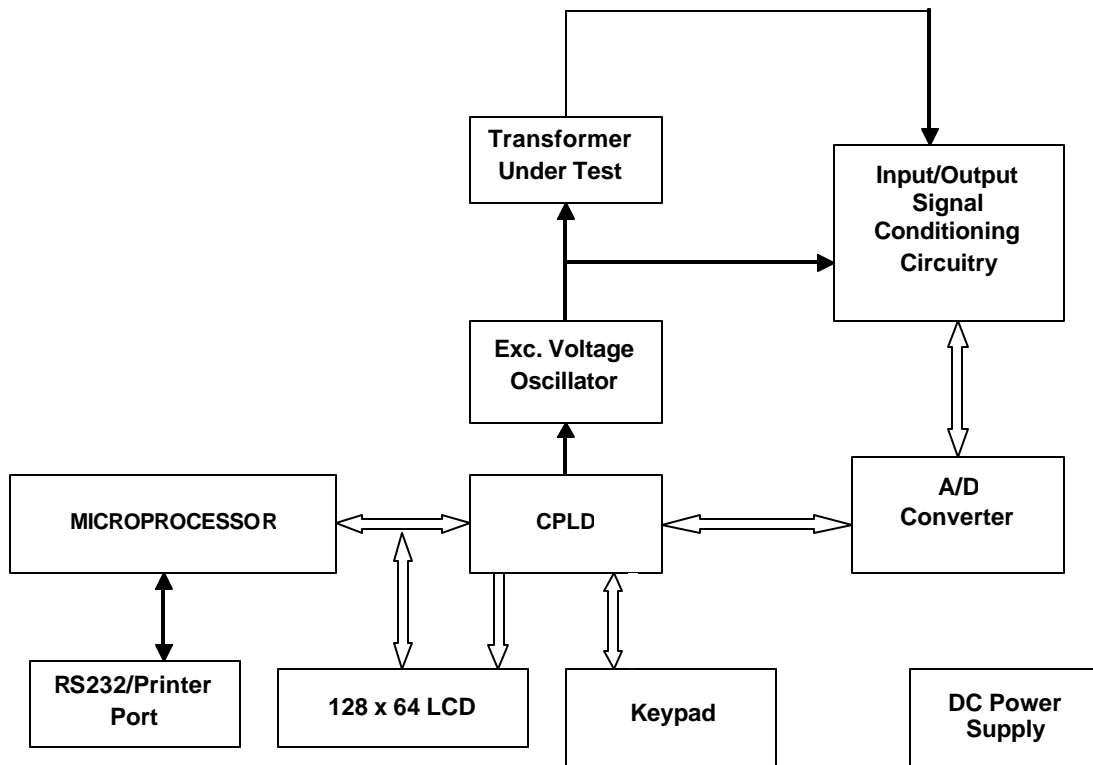 Transformer
Under Test
Input/Output
Signal
Conditioning
Circuitry
Exc. Voltage
Oscillator
MICROPROCESSOR
CPLD
A/D
Converter
RS232/Printer
Port
128 x 64 LCD
Keypad
DC Power
Supply